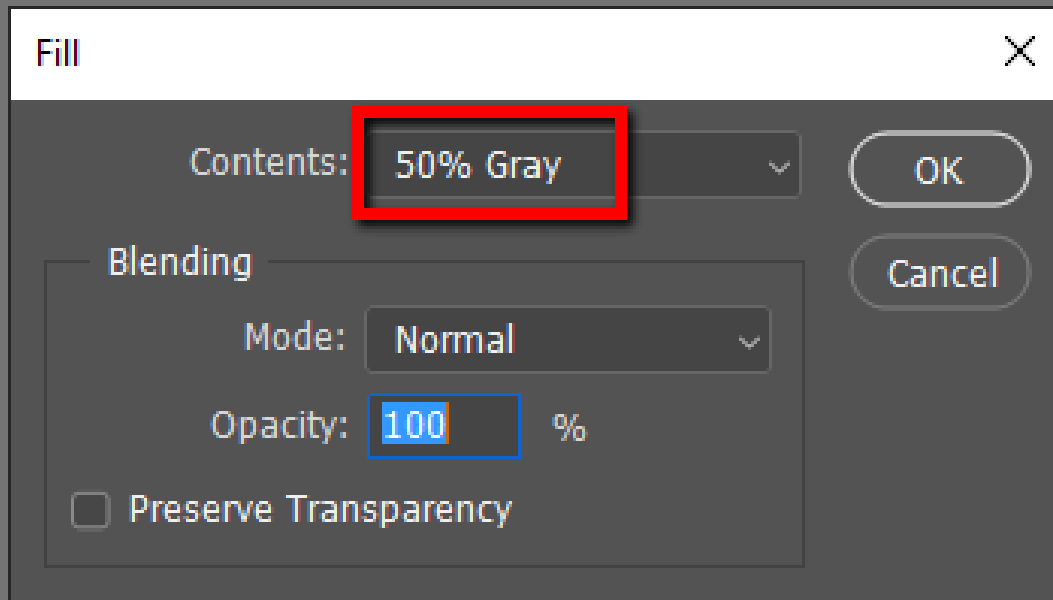 Fill
Contents: 50% Gray
OK
Blending
Cancel
Mode: Normal
Opacity: 100 %
Preserve Transparency